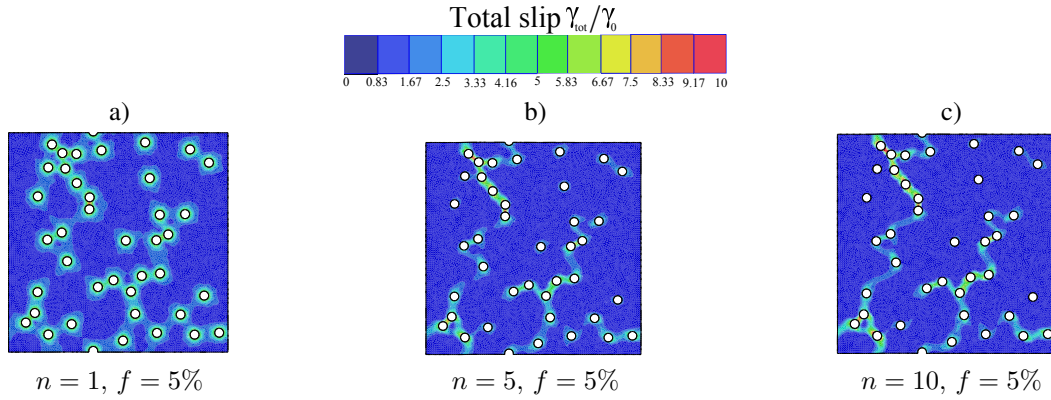 Total slip γtot/γ0
0 0.83 1.67 2.5 3.33 4.16 5 5.83 6.67 7.5 8.33 9.17 10
a) b) c)
n = 1, f = 5% n = 5, f = 5% n = 10, f = 5%